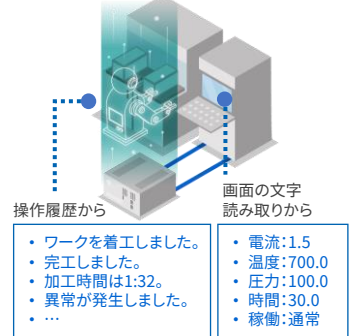 操作履歴から
・ワークを着工しました。
・完工しました。
・加工時間は1:32。
・異常が発生しました。
・…
画面の文字
読み取りから
・電流：1.5
・温度：700.0
・圧力：100.0
・時間：30.0
・稼働：通常